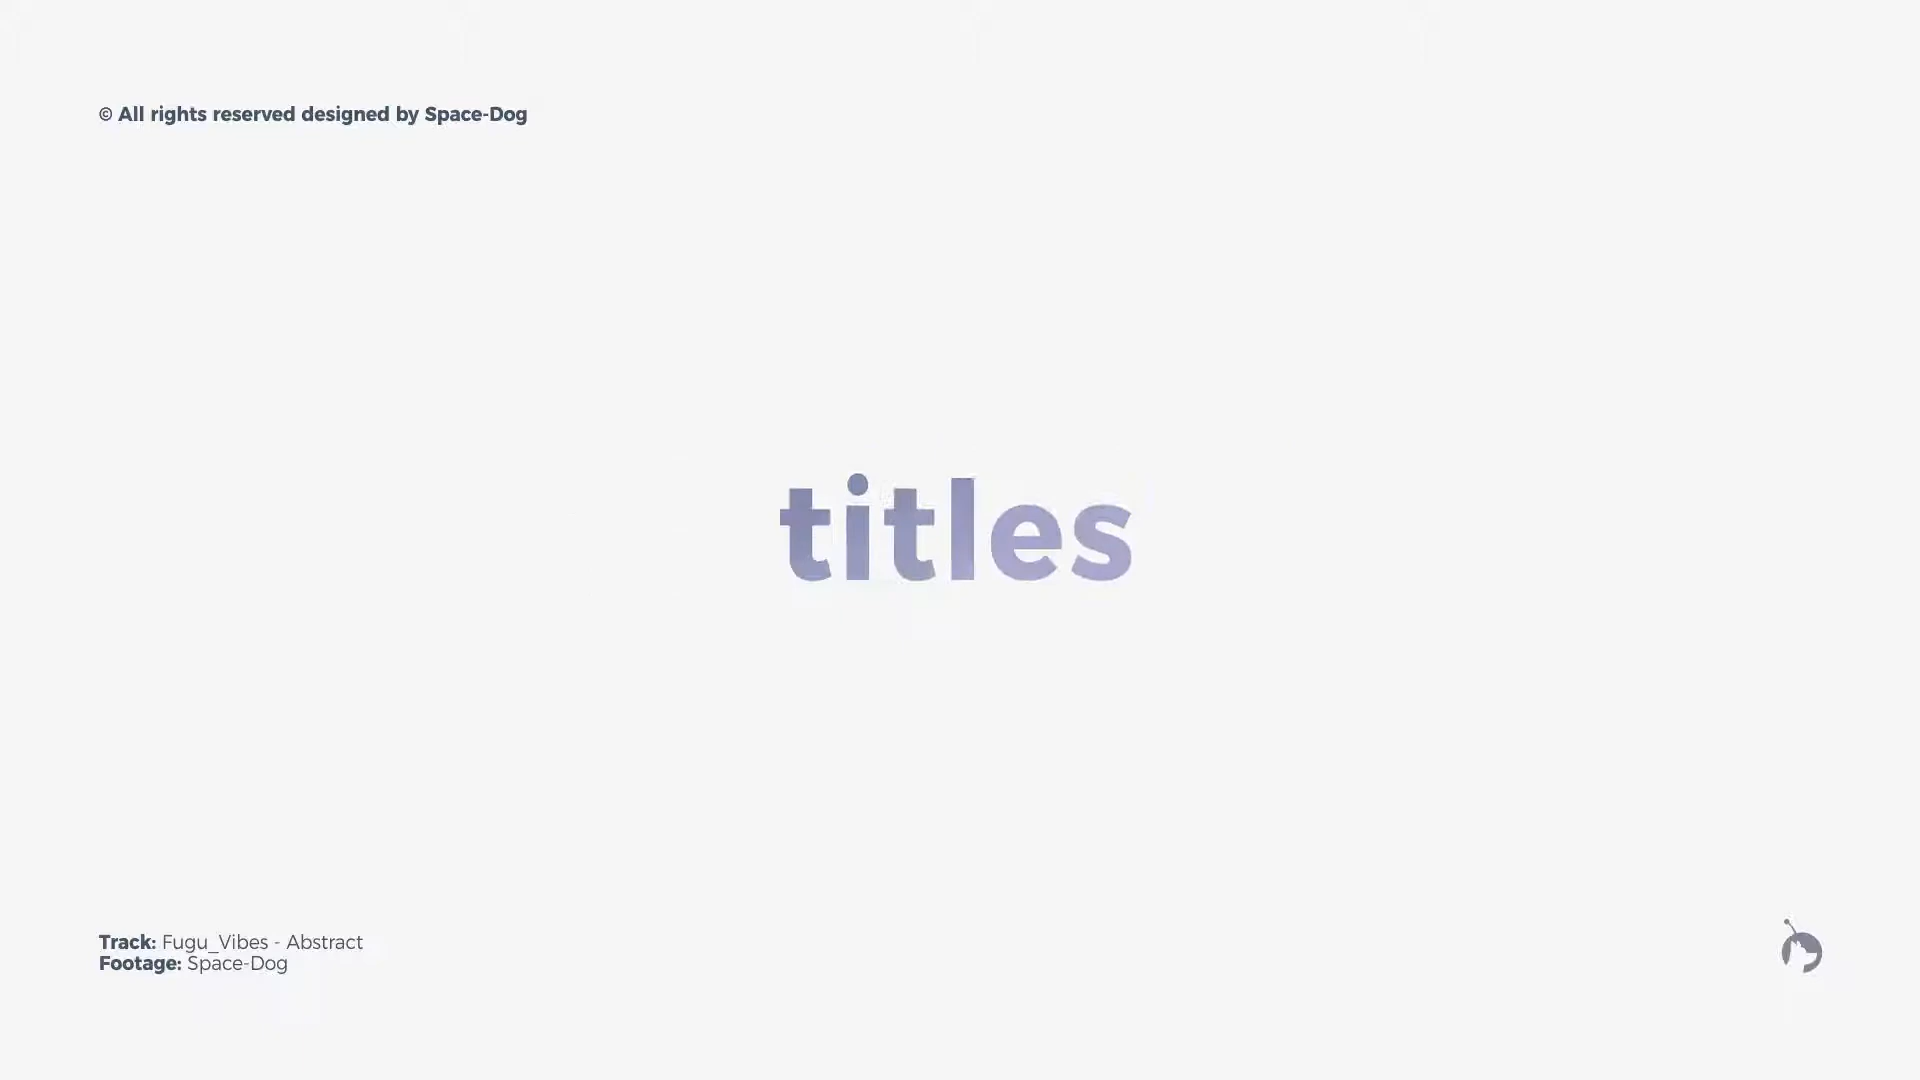 © All rights reserved designed by Space-Dog
titles
Track: Fugu_Vibes - Abstract
Footage: Space-Dog